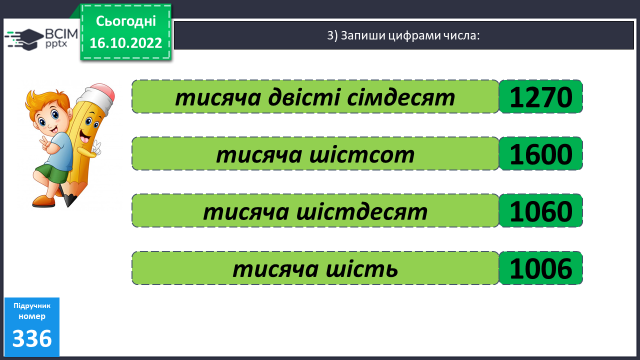 ВСІМ
pptx
Сьогодні
16.10.2022
3) Запиши цифрами числа:
тисяча двісті сімдесят 1270
тисяча шістсот 1600
тисяча шістдесят 1060
тисяча шість 1006
Підручник
номер
336